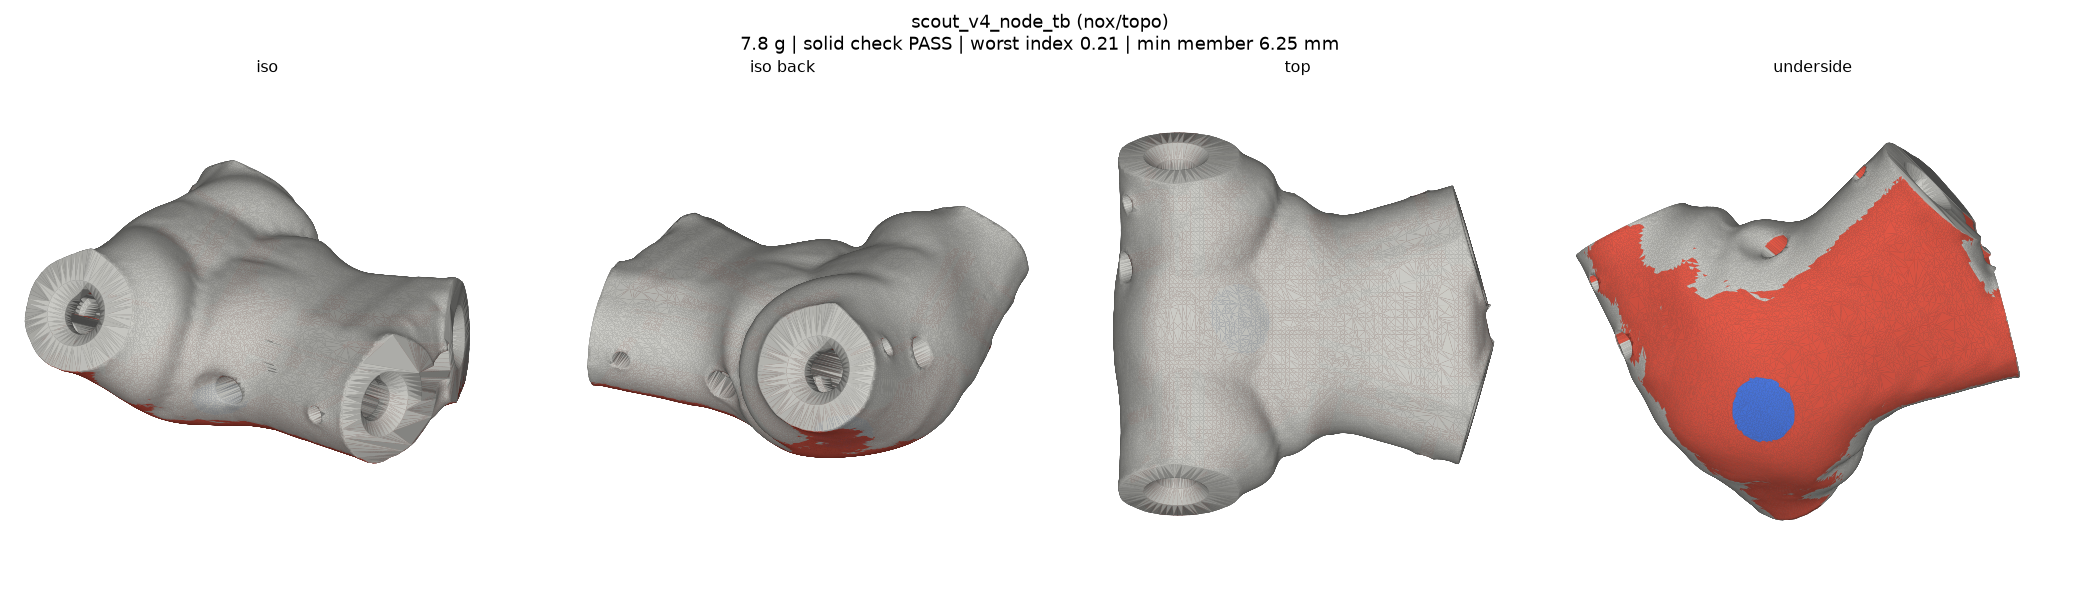 scout_v4_node_tb (nox/topo)
7.8 g | solid check PASS | worst index 0.21 | min member 6.25 mm
iso
iso back
top
underside